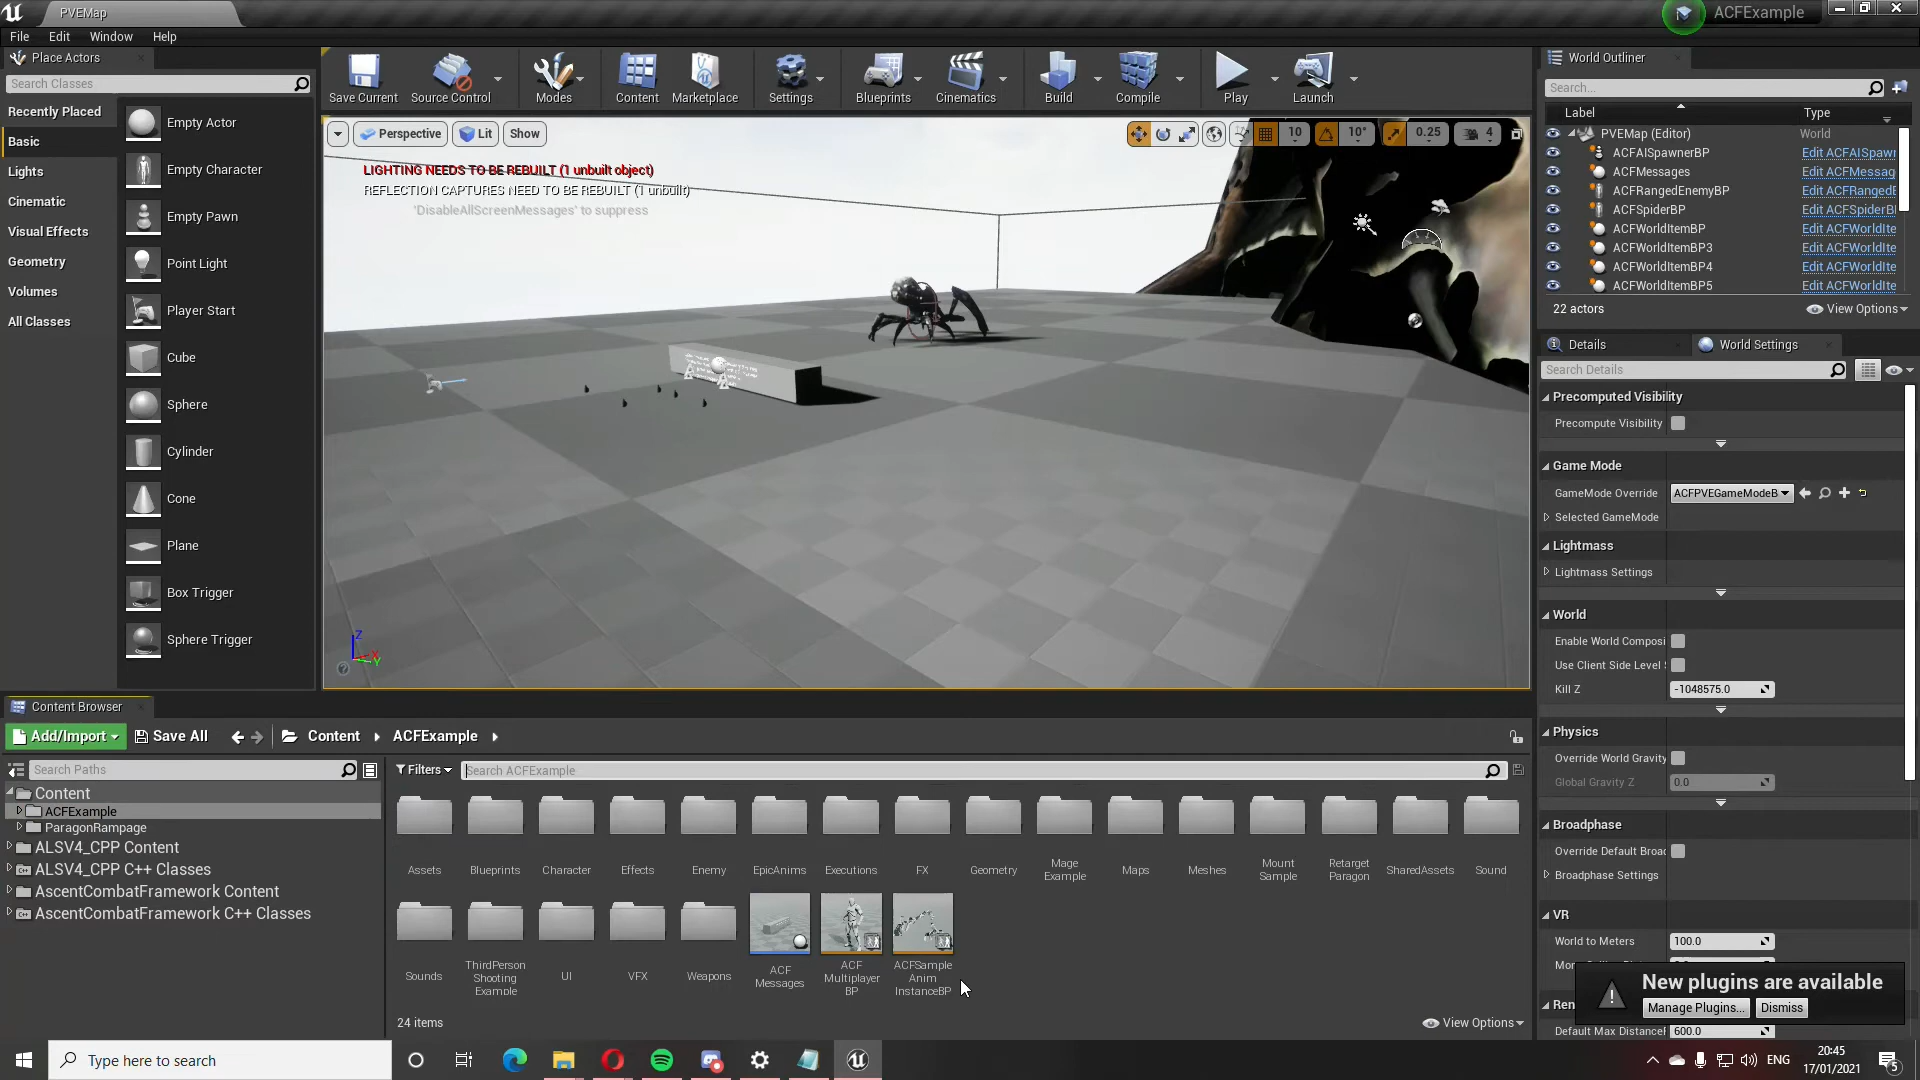 PVEMap
ACFExample
File Edit Window Help
Place Actors
Search Classes
Recently Placed
Basic
Lights
Cinematic
Visual Effects
Geometry
Volumes
All Classes
Empty Actor
Empty Character
Empty Pawn
Point Light
Player Start
Cube
Sphere
Cylinder
Cone
Plane
Box Trigger
Sphere Trigger
Save Current
Source Control
Modes
Content
Marketplace
Settings
Blueprints
Cinematics
Build
Compile
Play
Launch
Perspective
Lit
Show
10
10°
0.25
4
LIGHTING NEEDS TO BE REBUILT (1 unbuilt object)
REFLECTION CAPTURES NEED TO BE REBUILT (1 unbuilt)
'DisableAllScreenMessages' to suppress
Z
X
Y
World Outliner
Search...
Label Type
PVEMap (Editor) World
ACFAISpawnerBP Edit ACFAISpawn
ACFMessages Edit ACFMessag
ACFRangedEnemyBP Edit ACFRangedE
ACFSpiderBP Edit ACFSpiderB
ACFWorldItemBP Edit ACFWorldIte
ACFWorldItemBP3 Edit ACFWorldIte
ACFWorldItemBP4 Edit ACFWorldIte
ACFWorldItemBP5 Edit ACFWorldIte
22 actors
View Options
Details
World Settings
Search Details
Precomputed Visibility
Precompute Visibility
Game Mode
GameMode Override ACFPVEGameModeB
Selected GameMode
Lightmass
Lightmass Settings
World
Enable World Composi
Use Client Side Level
Kill Z -1048575.0
Physics
Override World Gravity
Global Gravity Z 0.0
Broadphase
Override Default Broad
Broadphase Settings
VR
World to Meters 100.0
New plugins are available
Manage Plugins... Dismiss
Ren
Default Max DistanceF 600.0
Content Browser
Add/Import Save All Content ACFExample
Search Paths
Content
ACFExample
ParagonRampage
ALSV4_CPP Content
ALSV4_CPP C++ Classes
AscentCombatFramework Content
AscentCombatFramework C++ Classes
Filters Search ACFExample
Assets
Blueprints
Character
Effects
Enemy
EpicAnims
Executions
FX
Geometry
Mage
Example
Maps
Meshes
Mount
Sample
Retarget
Paragon
SharedAssets
Sound
Sounds
ThirdPerson
Shooting
Example
UI
VFX
Weapons
ACF
Messages
ACF
Multiplayer
BP
ACFSample
Anim
InstanceBP
24 items
View Options
Type here to search
ENG
20:45
17/01/2021
5